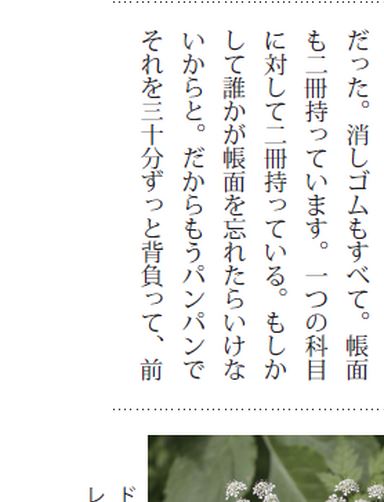 だった。消しゴムもすべて。帳面
も二冊持っています。一つの科目
に対して二冊持っている。もしか
して誰かが帳面を忘れたらいけな
いからと。だからもうパンパンで
それを三十分ずっと背負って、前
ド
レ